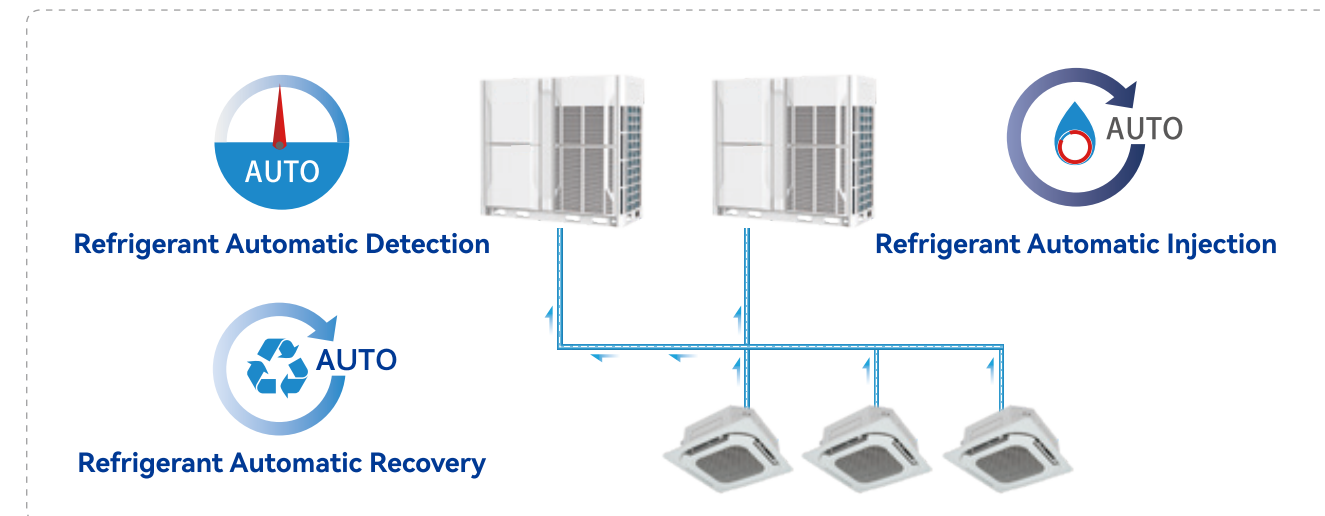 AUTO
Refrigerant Automatic Detection
AUTO
Refrigerant Automatic Injection
AUTO
Refrigerant Automatic Recovery